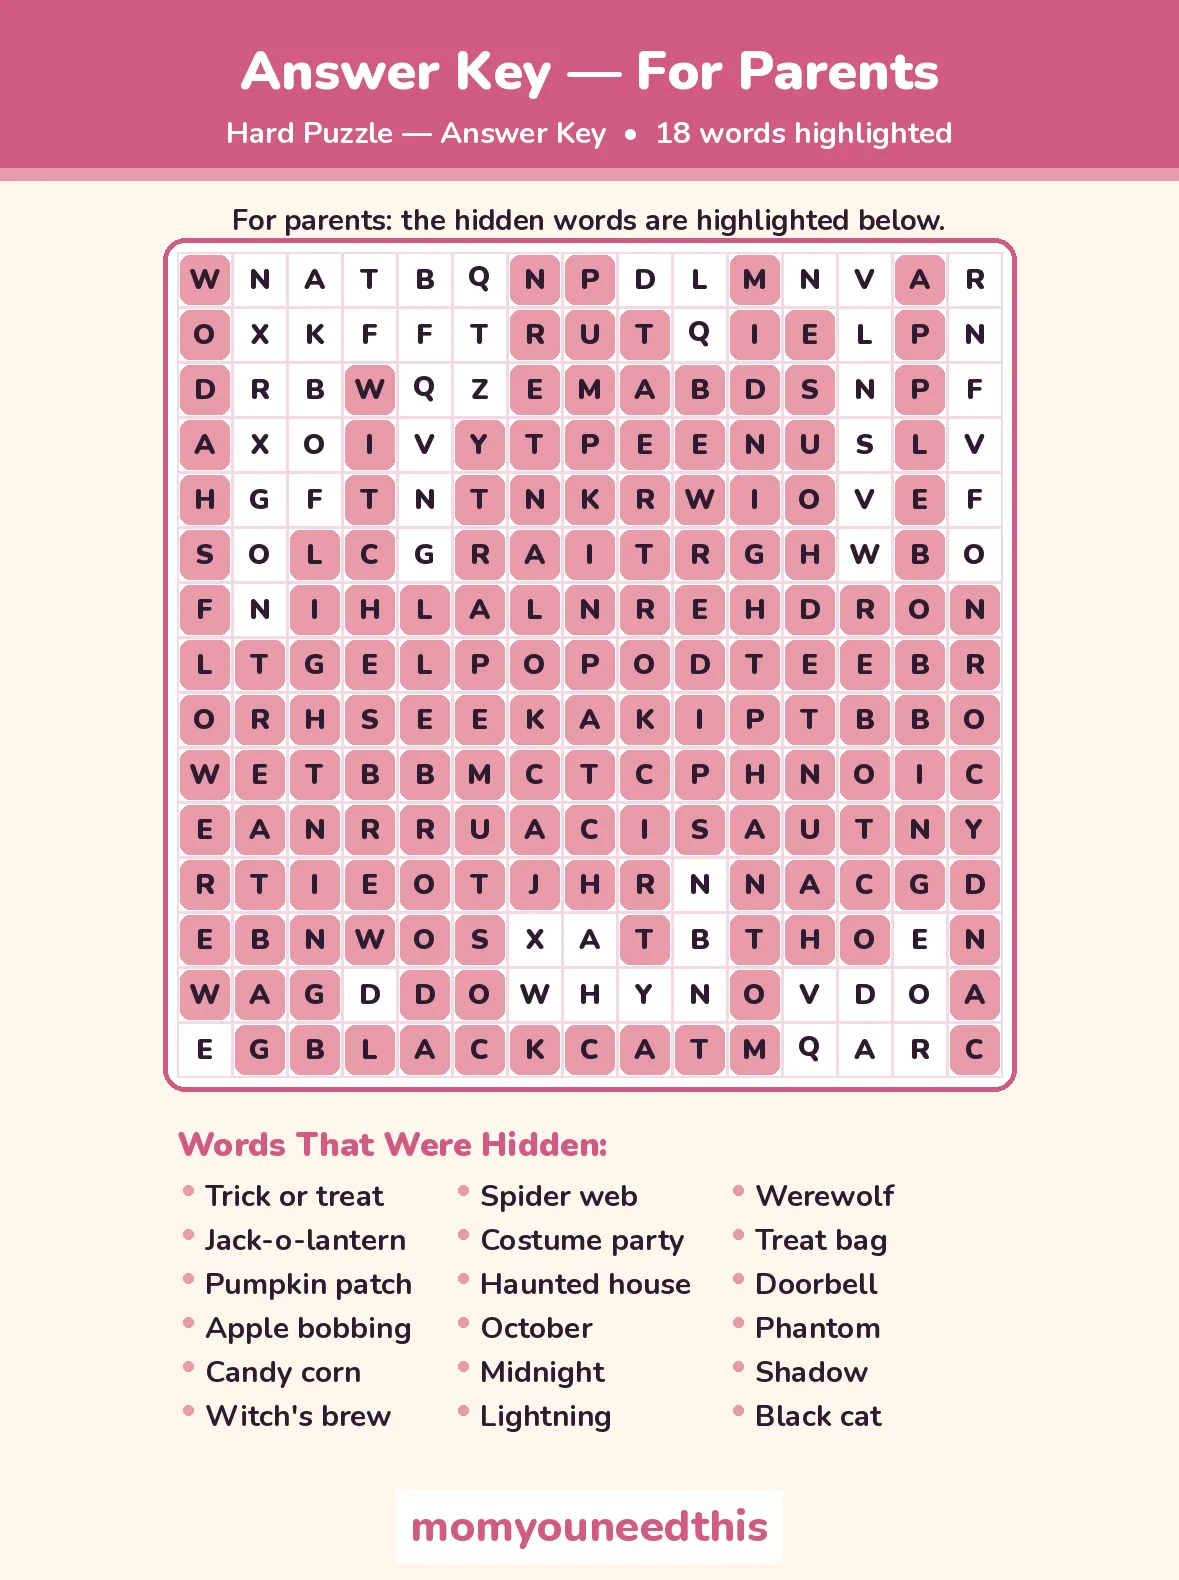 Answer Key — For Parents
Hard Puzzle — Answer Key • 18 words highlighted
For parents: the hidden words are highlighted below.
W N A T B Q N P D L M N V A R
O X K F F T R U T Q I E L P N
D R B W Q Z E M A B D S N P F
A X O I V Y T P E E N U S L V
H G F T N T N K R W I O V E F
S O L C G R A I T R G H W B O
F N I H L A L N R E H D R O N
L T G E L P O P O D T E E B R
O R H S E E K A K I P T B B O
W E T B B M C T C P H N O I C
E A N R R U A C I S A U T N Y
R T I E O T J H R N N A C G D
E B N W O S X A T B T H O E N
W A G D D O W H Y N O V D O A
E G B L A C K C A T M Q A R C
Words That Were Hidden:
• Trick or treat
• Jack-o-lantern
• Pumpkin patch
• Apple bobbing
• Candy corn
• Witch's brew
• Spider web
• Costume party
• Haunted house
• October
• Midnight
• Lightning
• Werewolf
• Treat bag
• Doorbell
• Phantom
• Shadow
• Black cat
momyouneedthis